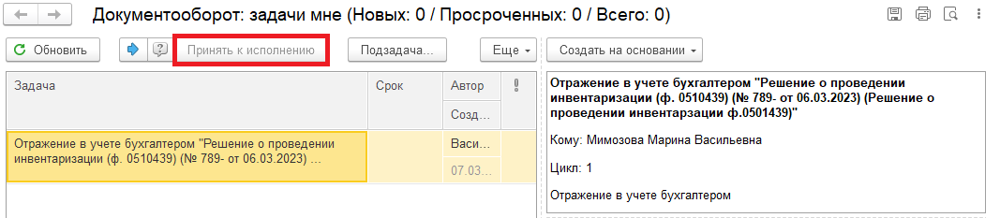 Документооборот: задачи мне (Новых: 0 / Просроченных: 0 / Всего: 0)
Обновить
Принять к исполнению
Подзадача...
Еще
Создать на основании
Задача
Срок
Автор
Созд...
Отражение в учете бухгалтером "Решение о проведении
инвентаризации (ф. 0510439) (№ 789- от 06.03.2023) ...
Васи...
07.03...
Отражение в учете бухгалтером "Решение о проведении
инвентаризации (ф. 0510439) (№ 789- от 06.03.2023) (Решение о
проведении инвентарзации ф.0501439)"
Кому: Мимозова Марина Васильевна
Цикл: 1
Отражение в учете бухгалтером